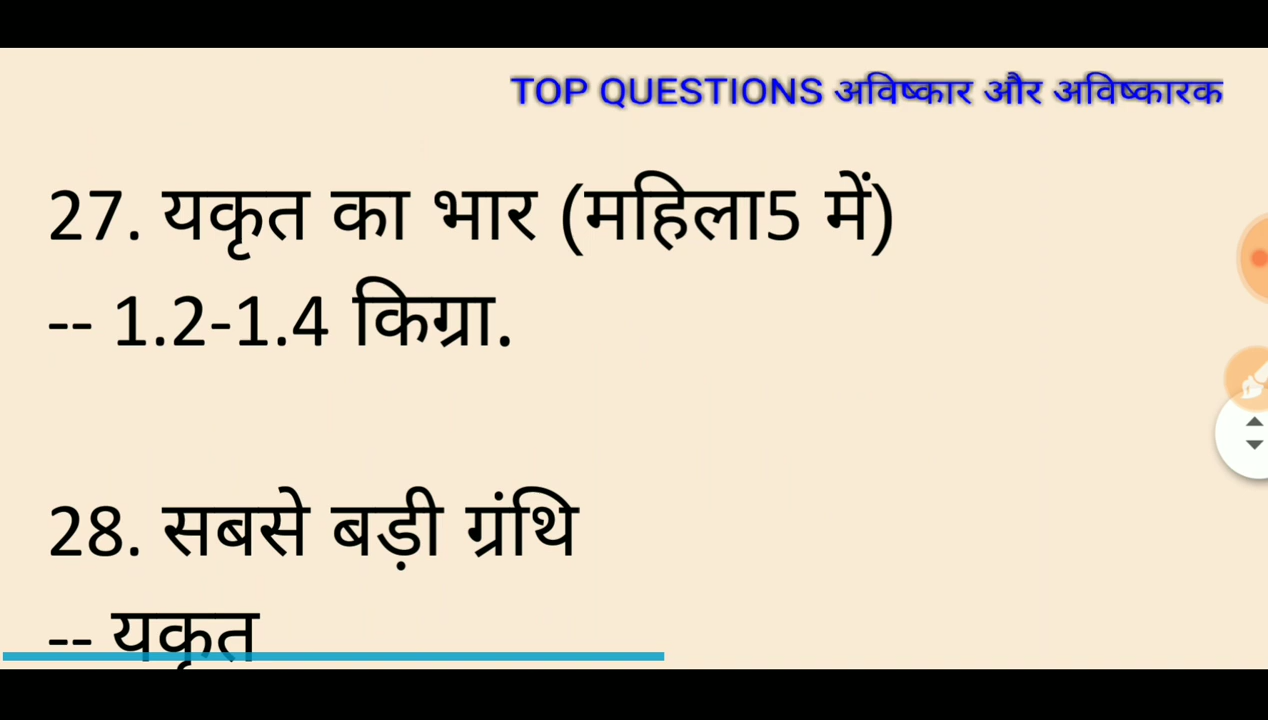 TOP QUESTIONS अविष्कार और अविष्कारक
27. यकृत का भार (महिला5 में)
-- 1.2-1.4 किग्रा.
28. सबसे बड़ी ग्रंथि
-- यकृत